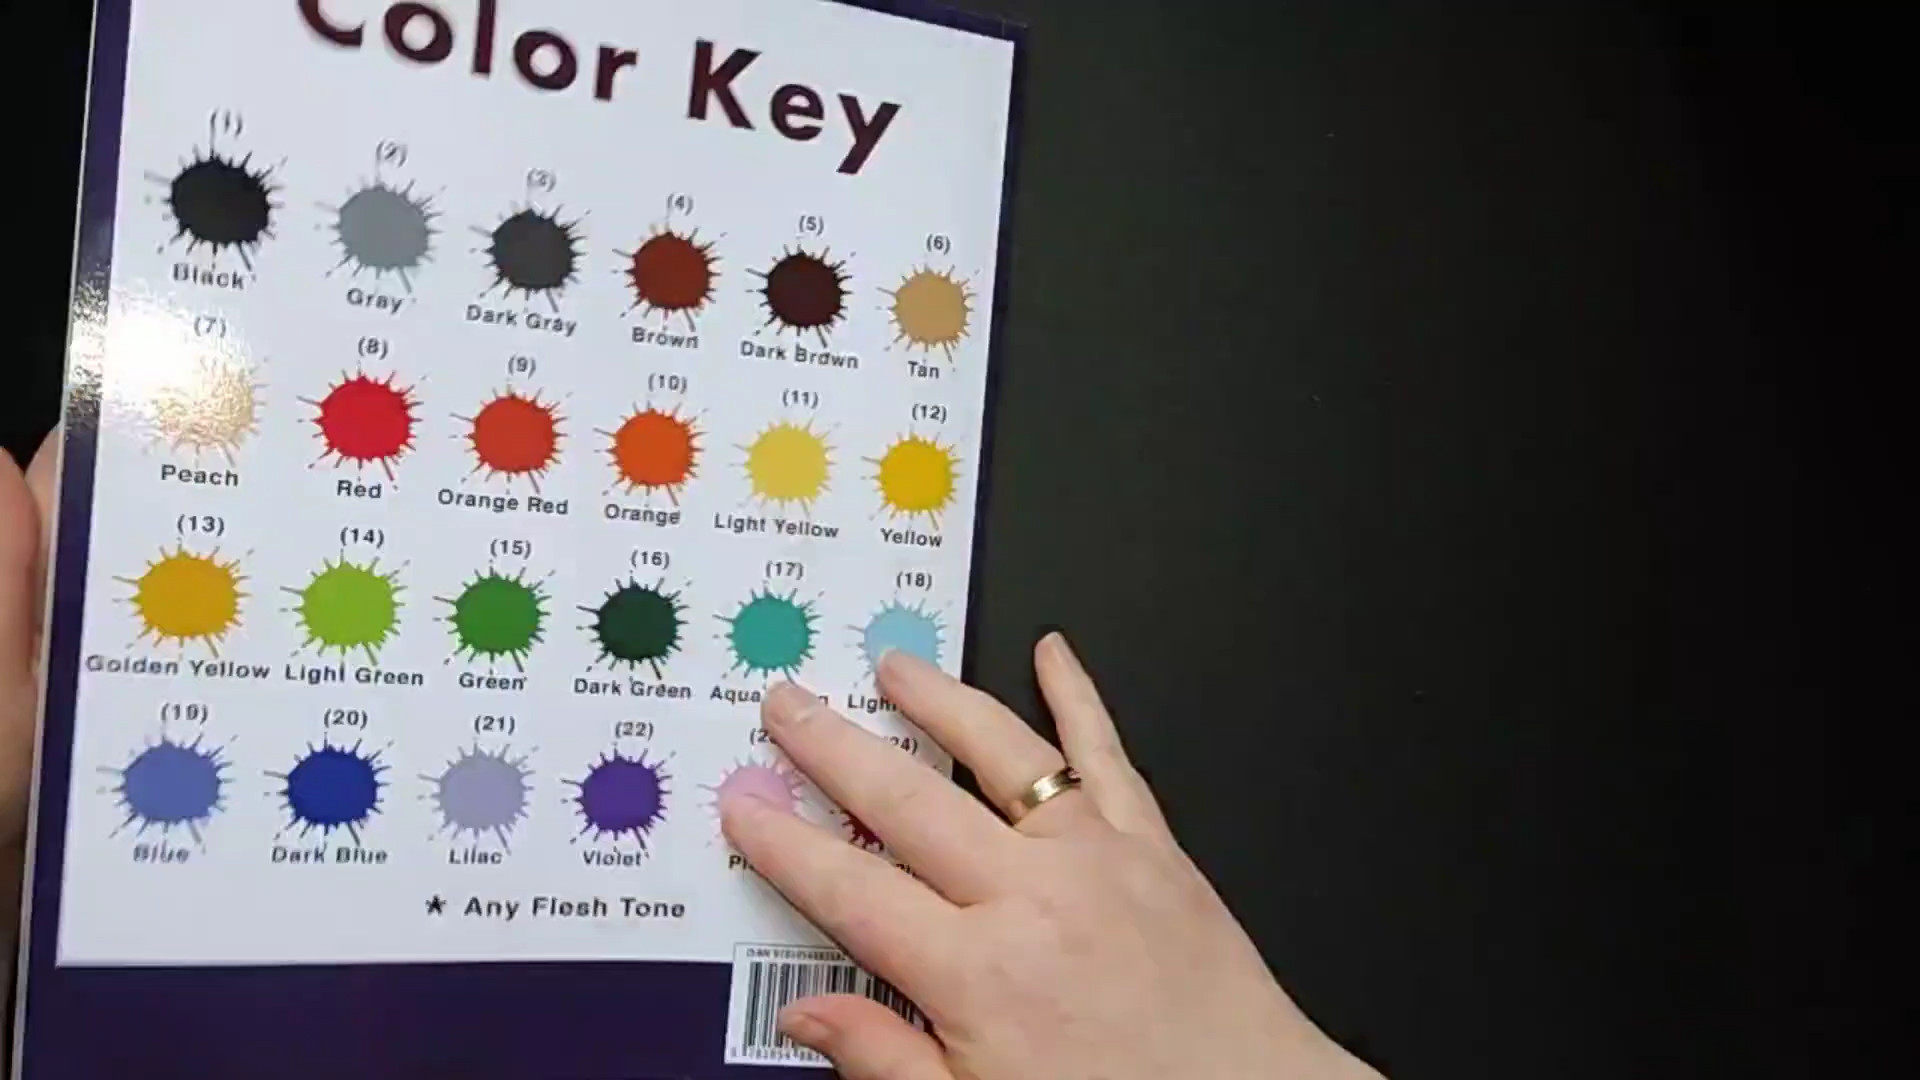 Color Key
(1) (2) (3) (4) (5) (6)
Black Gray Dark Gray Brown Dark Brown Tan
(7) (8) (9) (10) (11) (12)
Peach Red Orange Red Orange Light Yellow Yellow
(13) (14) (15) (16) (17) (18)
Golden Yellow Light Green Green Dark Green Aqua
(19) (20) (21) (22)
Blue Dark Blue Lilac Violet
* Any Flesh Tone
ISBN